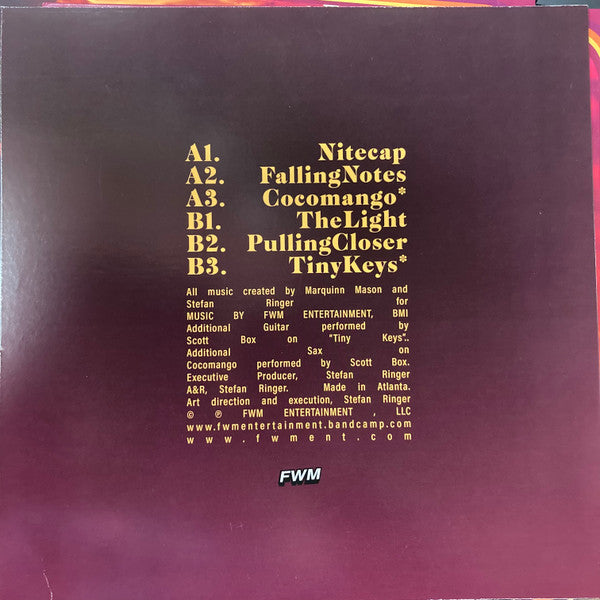 A1. Nitecap
A2. FallingNotes
A3. Cocomango*
B1. TheLight
B2. PullingCloser
B3. TinyKeys*
All music created by Marquinn Mason and
Stefan Ringer for
MUSIC BY FWM ENTERTAINMENT, BMI
Additional Guitar performed by
Scott Box on "Tiny Keys"..
Additional Sax on
Cocomango performed by Scott Box.
Executive Producer, Stefan Ringer
A&R, Stefan Ringer. Made in Atlanta.
Art direction and execution, Stefan Ringer
© ℗ FWM ENTERTAINMENT , LLC
www.fwmentertainment.bandcamp.com
www.fwment.com
FWM